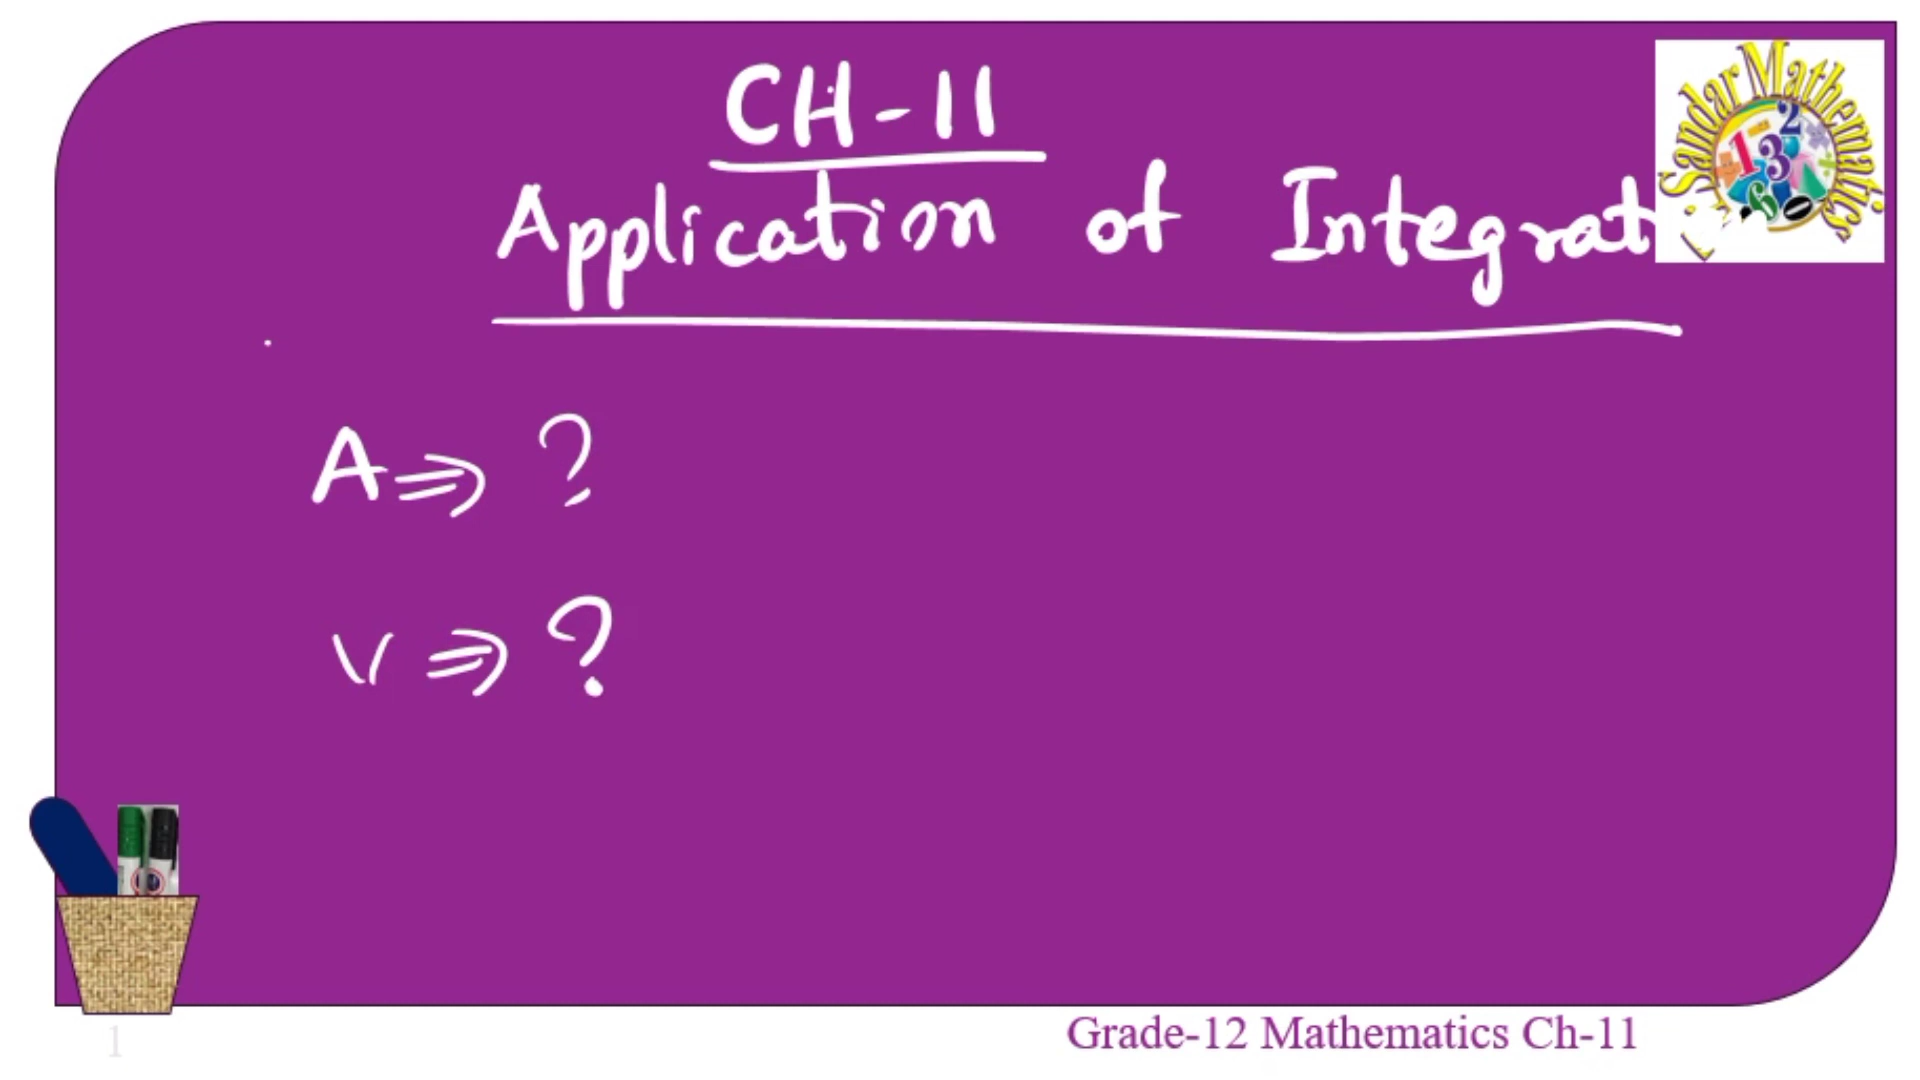 CH-11
Sandar Mathematics
Application of Integrat
A ⇒ ?
V ⇒ ?
1
Grade-12 Mathematics Ch-11